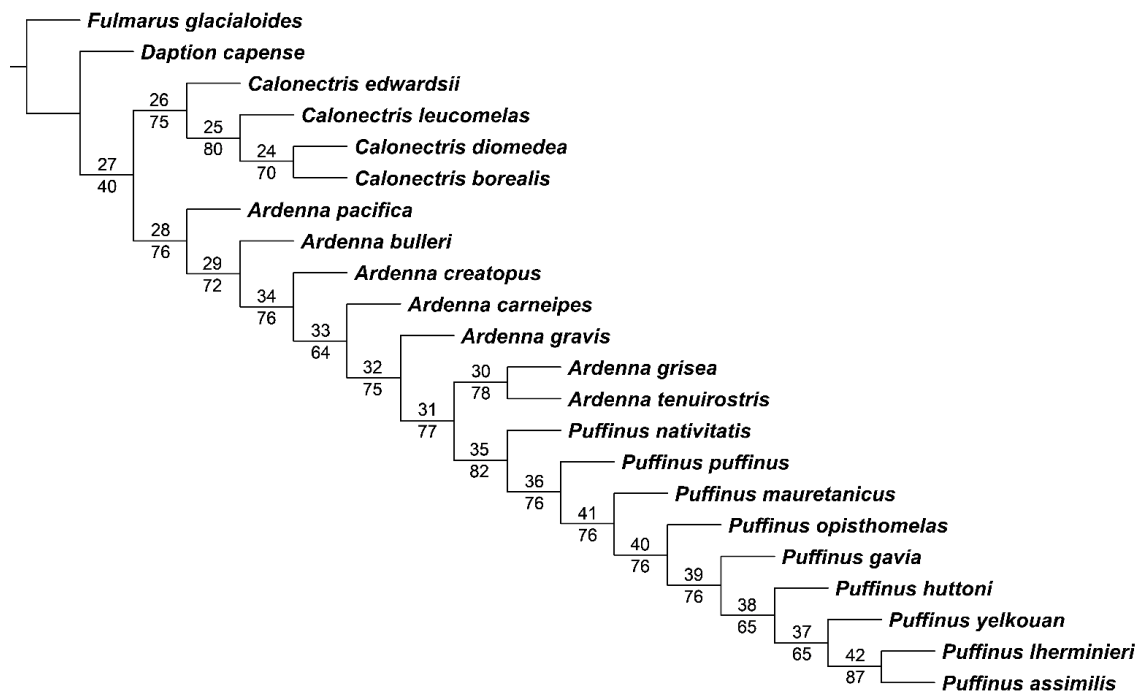 Fulmarus glacialoides
Daption capense
Calonectris edwardsii
26
75
Calonectris leucomelas
25
80
Calonectris diomedea
24
70
27
40
Calonectris borealis
Ardenna pacifica
28
76
Ardenna bulleri
29
72
Ardenna creatopus
34
76
Ardenna carneipes
33
64
Ardenna gravis
32
75
Ardenna grisea
30
78
Ardenna tenuirostris
31
77
Puffinus nativitatis
35
82
Puffinus puffinus
36
76
Puffinus mauretanicus
41
76
Puffinus opisthomelas
40
76
Puffinus gavia
39
76
Puffinus huttoni
38
65
Puffinus yelkouan
37
65
Puffinus lherminieri
42
87
Puffinus assimilis